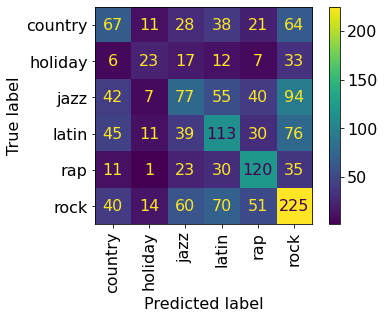 True label
country 67 11 28 38 21 64
holiday 6 23 17 12 7 33
jazz 42 7 77 55 40 94
latin 45 11 39 113 30 76
rap 11 1 23 30 120 35
rock 40 14 60 70 51 225
country holiday jazz latin rap rock
Predicted label
200
150
100
50